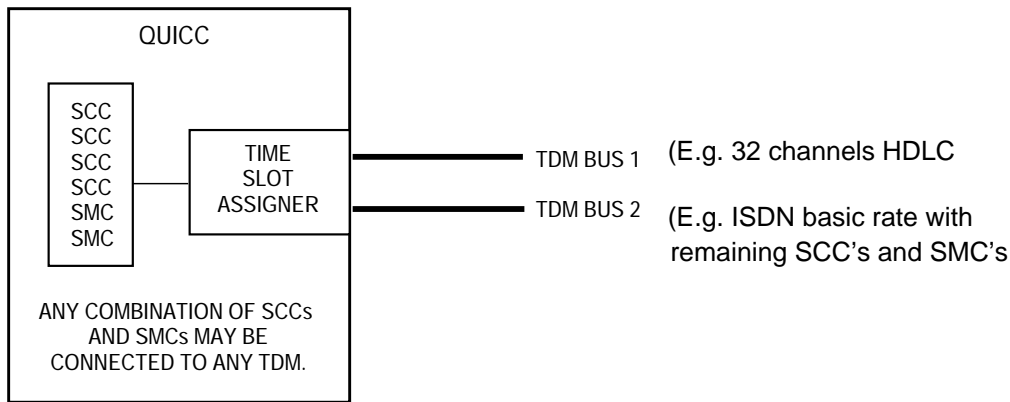 QUICC
SCC
SCC
SCC
SCC
SMC
SMC
TIME
SLOT
ASSIGNER
TDM BUS 1 (E.g. 32 channels HDLC
TDM BUS 2 (E.g. ISDN basic rate with
remaining SCC's and SMC's
ANY COMBINATION OF SCCs
AND SMCs MAY BE
CONNECTED TO ANY TDM.